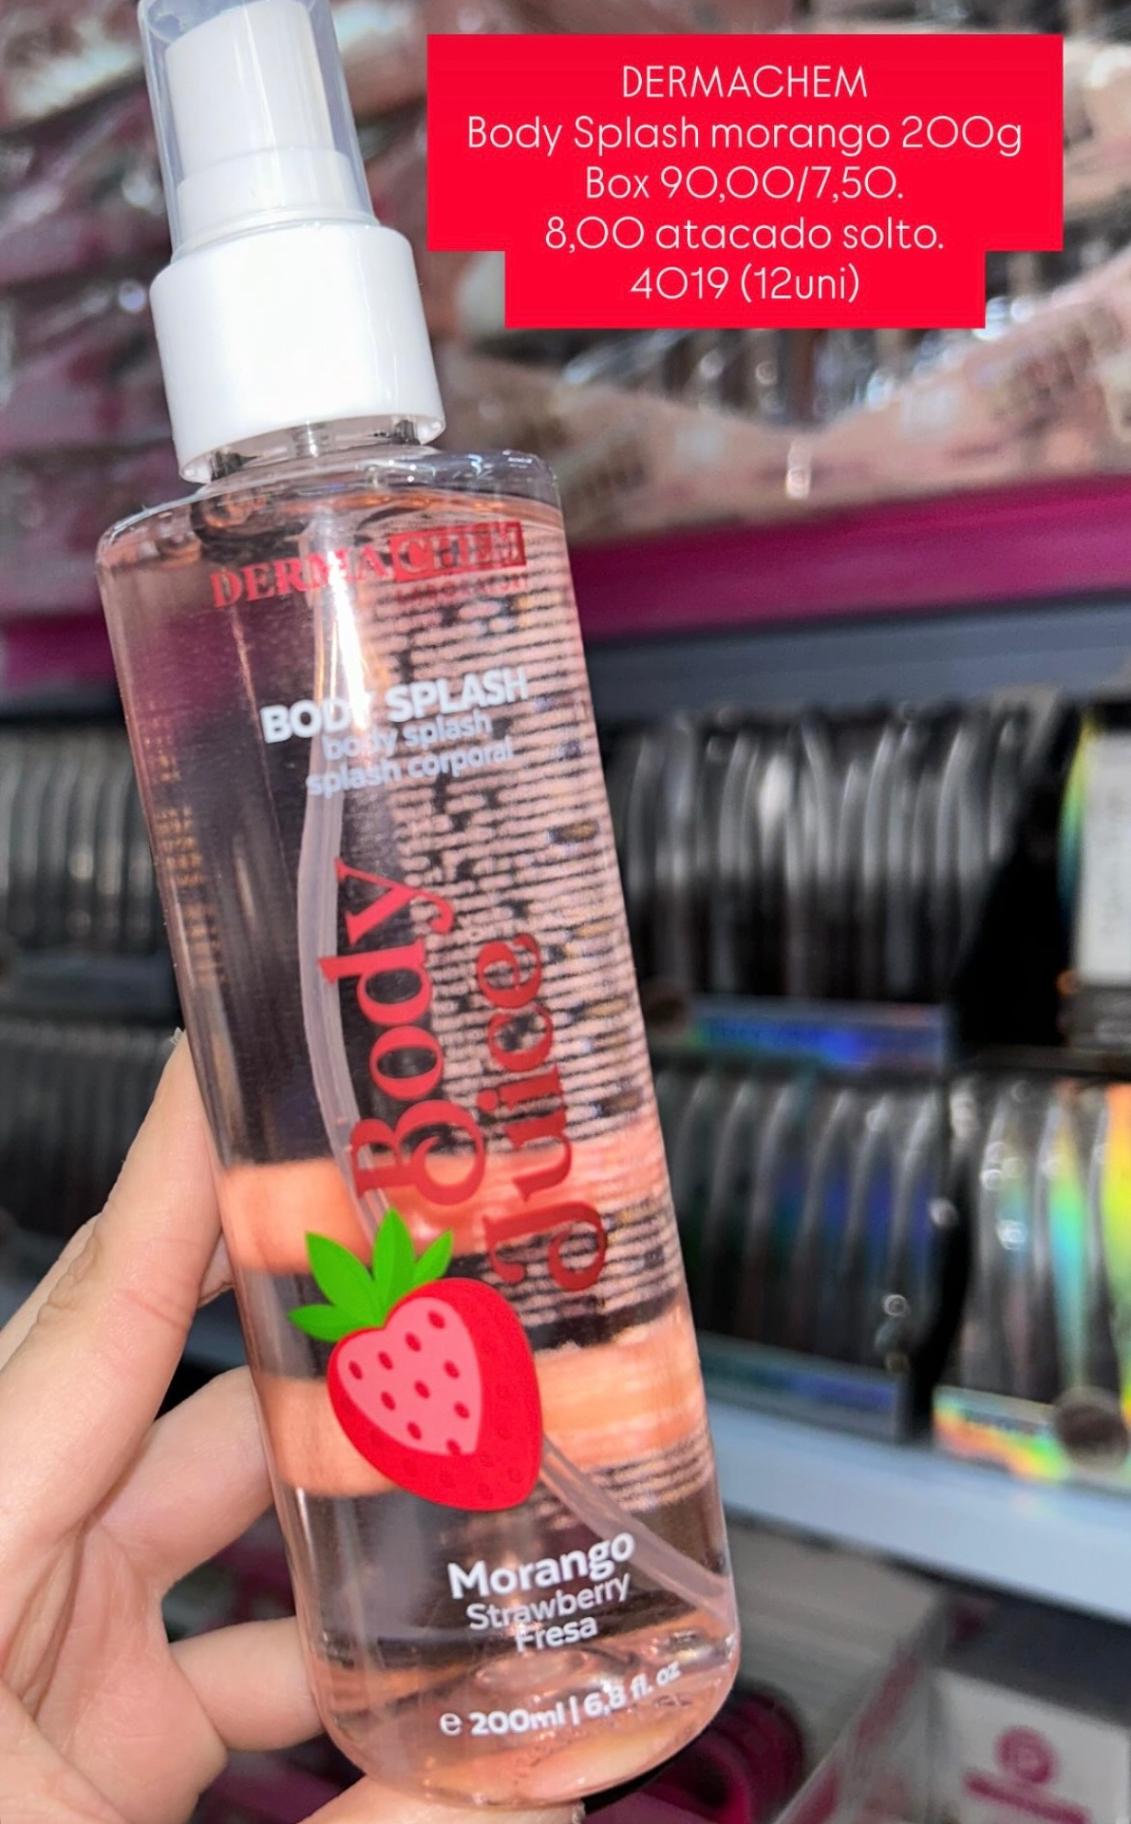 DERMACHEM
Body Splash morango 200g
Box 90,00/7,50.
8,00 atacado solto.
4019 (12uni)
DERMACHEM
BODY SPLASH
body splash
splash corporal
Body
Juice
Morango
Strawberry
Fresa
e 200ml | 6,8 fl. oz